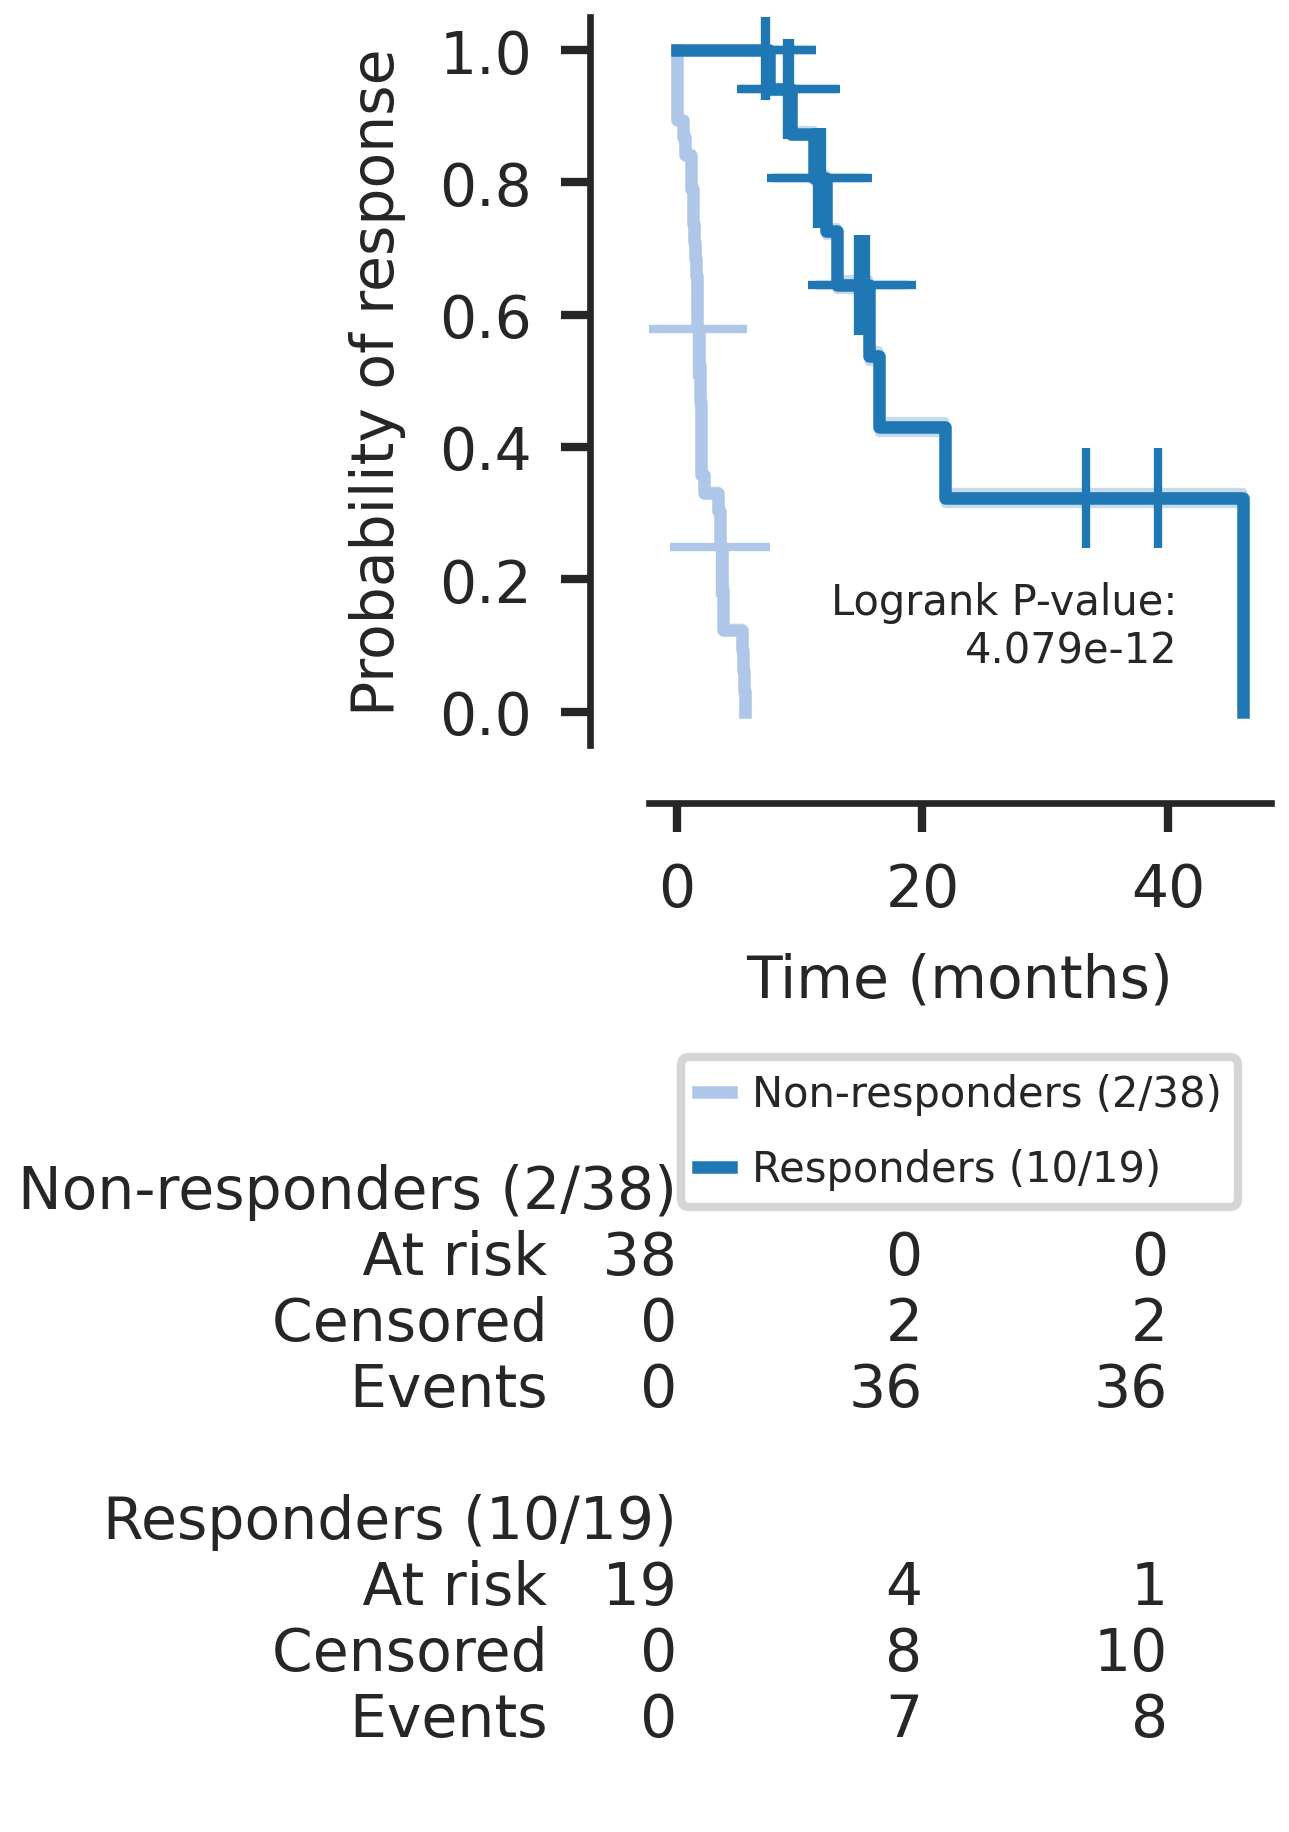 Probability of response
1.0
0.8
0.6
0.4
0.2
0.0
Logrank P-value:
4.079e-12
0 20 40
Time (months)
Non-responders (2/38)
Responders (10/19)
Non-responders (2/38)
At risk 38 0 0
Censored 0 2 2
Events 0 36 36
Responders (10/19)
At risk 19 4 1
Censored 0 8 10
Events 0 7 8